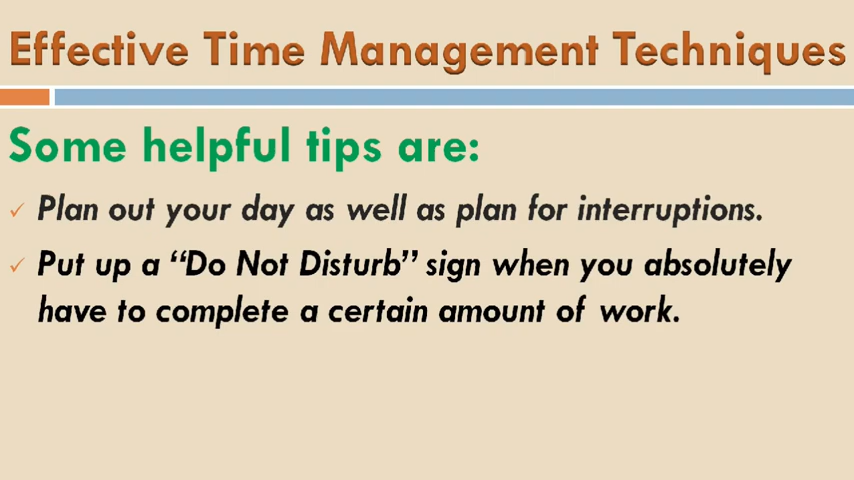 Effective Time Management Techniques
Some helpful tips are:
✓ Plan out your day as well as plan for interruptions.
✓ Put up a “Do Not Disturb” sign when you absolutely
have to complete a certain amount of work.